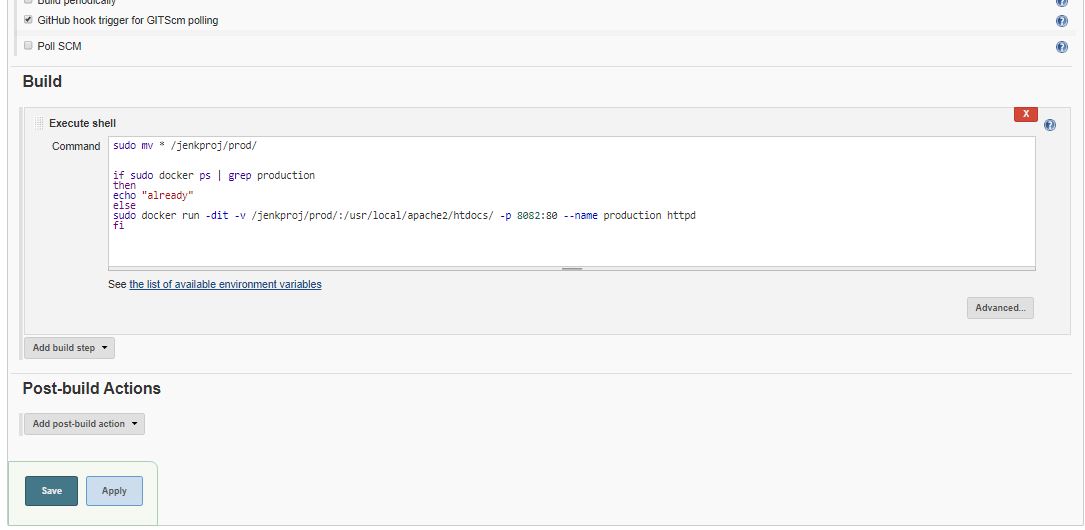 Build periodically
GitHub hook trigger for GITScm polling
Poll SCM
Build
X
Execute shell
Command
sudo mv * /jenkproj/prod/
if sudo docker ps | grep production
then
echo "already"
else
sudo docker run -dit -v /jenkproj/prod/:/usr/local/apache2/htdocs/ -p 8082:80 --name production httpd
fi
See the list of available environment variables
Advanced...
Add build step
Post-build Actions
Add post-build action
Save Apply